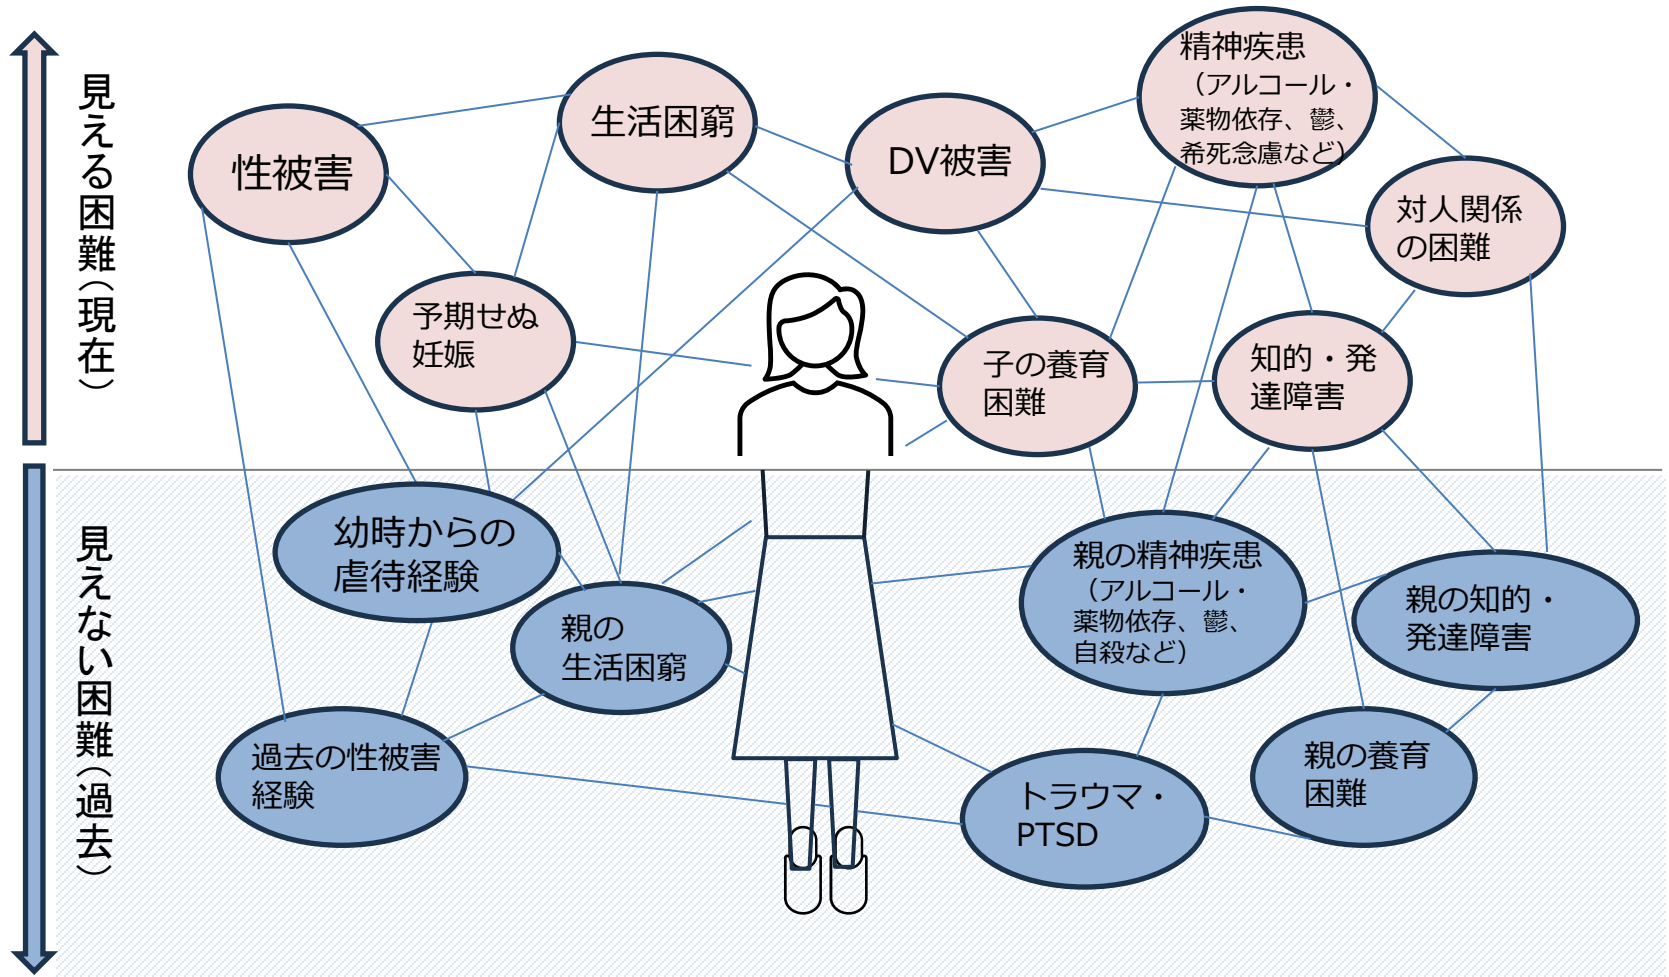 見える困難（現在）
性被害
生活困窮
DV被害
精神疾患
（アルコール・
薬物依存、鬱、
希死念慮など）
対人関係
の困難
予期せぬ
妊娠
子の養育
困難
知的・発
達障害
見えない困難（過去）
幼時からの
虐待経験
親の
生活困窮
親の精神疾患
（アルコール・
薬物依存、鬱、
自殺など）
親の知的・
発達障害
過去の性被害
経験
トラウマ・
PTSD
親の養育
困難